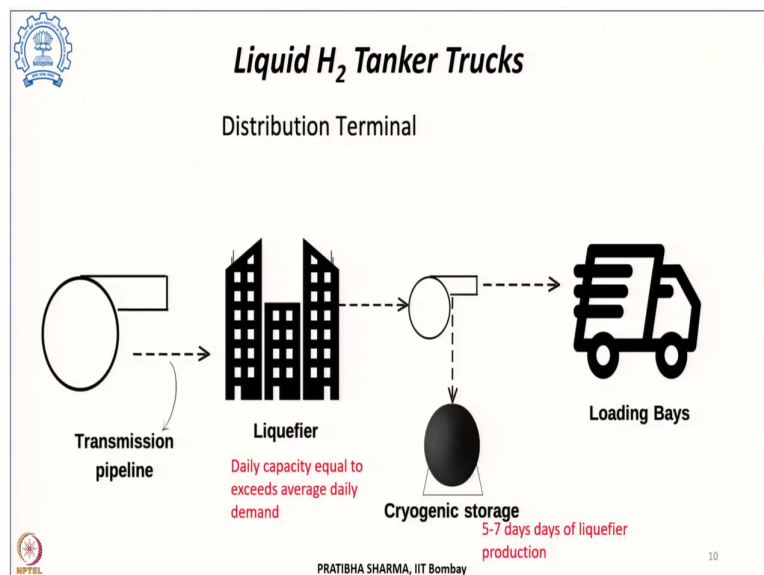 Liquid H₂ Tanker Trucks
Distribution Terminal
Transmission
pipeline
Liquefier
Daily capacity equal to
exceeds average daily
demand
Cryogenic storage
5-7 days days of liquefier
production
Loading Bays
NPTEL
PRATIBHA SHARMA, IIT Bombay
10